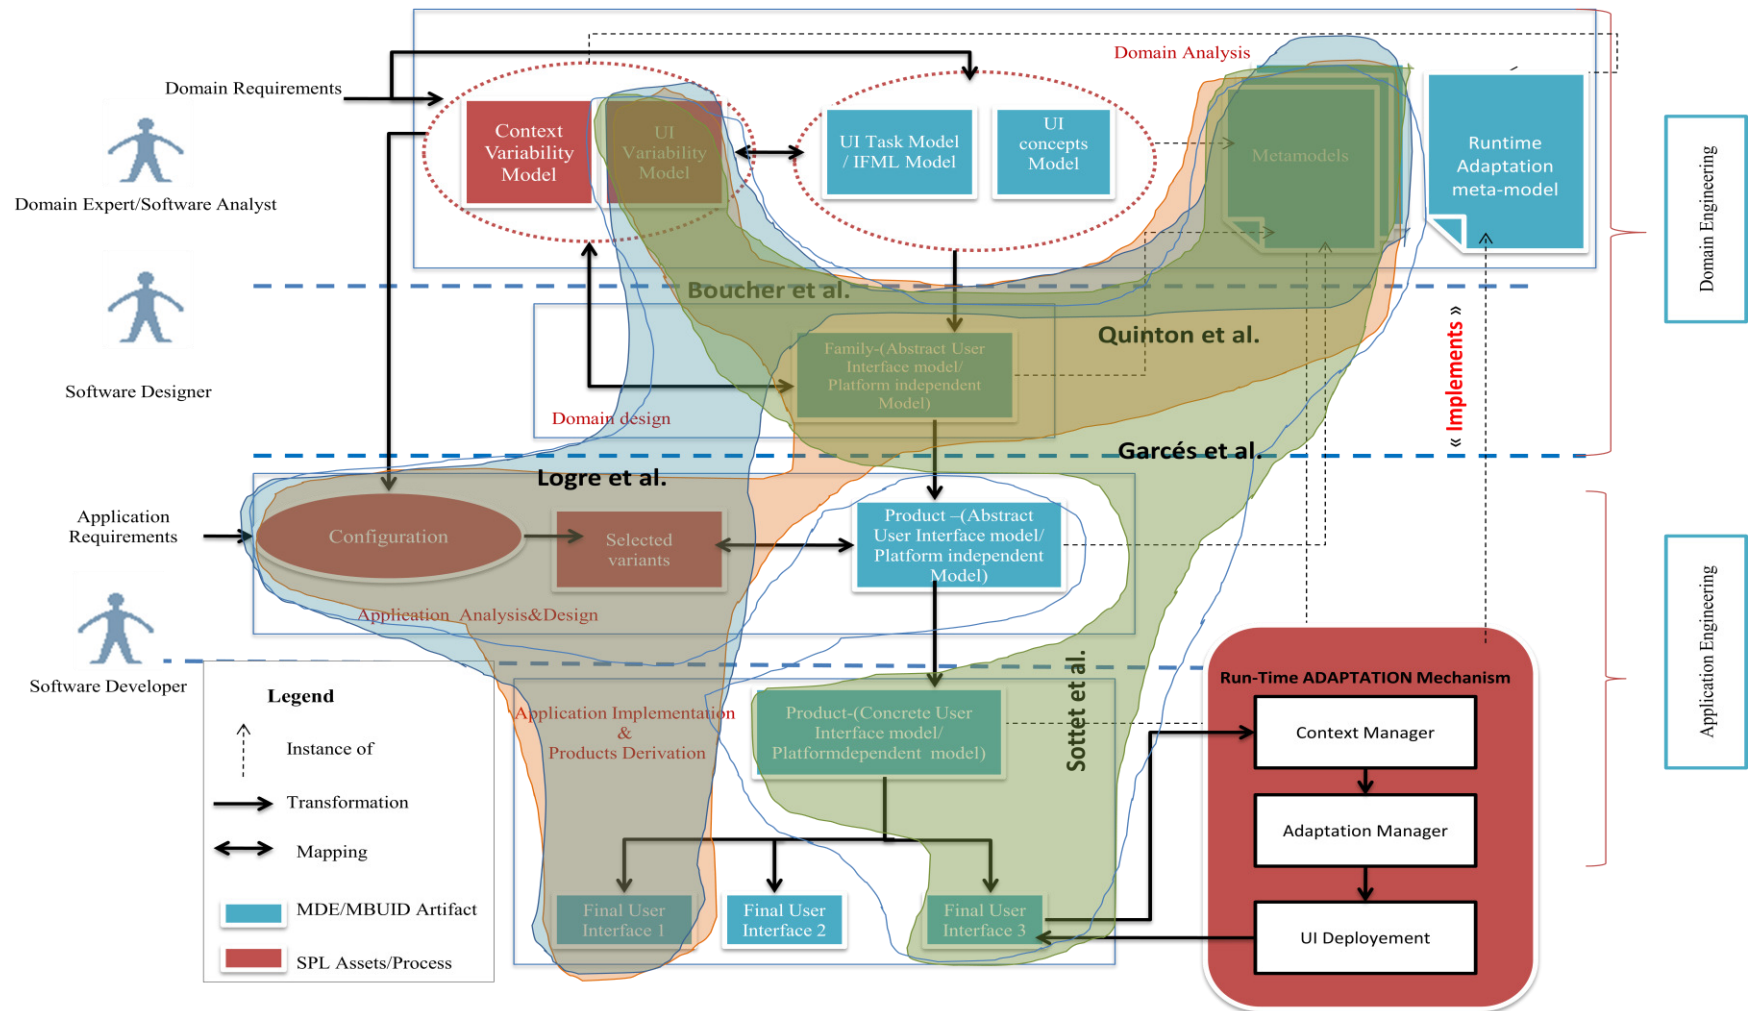 Domain Analysis
Domain Requirements
Context
Variability
Model
UI
Variability
Model
UI Task Model
/ IFML Model
UI
concepts
Model
Metamodels
Runtime
Adaptation
meta-model
Domain Expert/Software Analyst
Domain Engineering
Boucher et al.
Quinton et al.
« Implements »
Software Designer
Family-(Abstract User
Interface model/
Platform independent
Model)
Domain design
Garcés et al.
Logre et al.
Application
Requirements
Configuration
Selected
variants
Product –(Abstract
User Interface model/
Platform independent
Model)
Application Analysis&Design
Application Engineering
Software Developer
Sottet et al.
Run-Time ADAPTATION Mechanism
Context Manager
Adaptation Manager
UI Deployement
Application Implementation
&
Products Derivation
Product-(Concrete User
Interface model/
Platformdependent model)
Final User
Interface 1
Final User
Interface 2
Final User
Interface 3
Legend
Instance of
Transformation
Mapping
MDE/MBUID Artifact
SPL Assets/Process